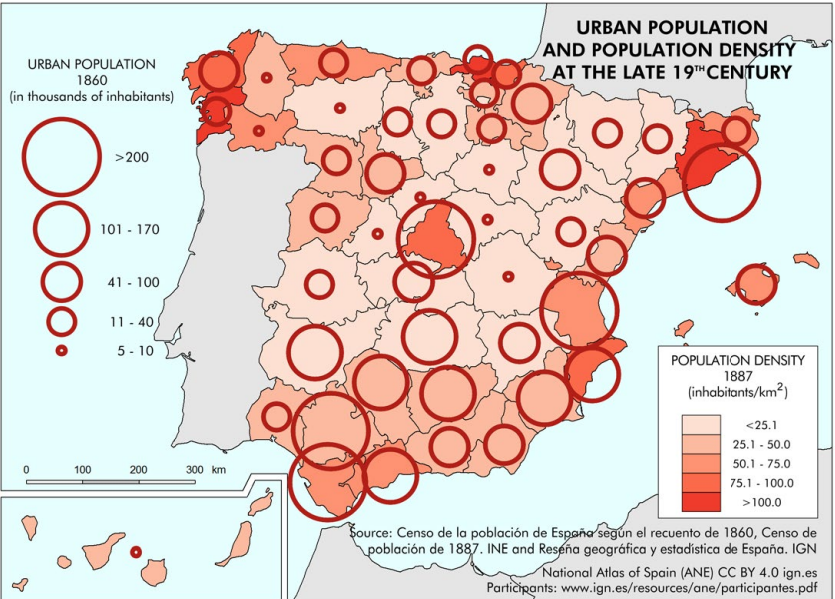 URBAN POPULATION
AND POPULATION DENSITY
AT THE LATE 19TH CENTURY
URBAN POPULATION
1860
(in thousands of inhabitants)
>200
101 - 170
41 - 100
11 - 40
5 - 10
POPULATION DENSITY
1887
(inhabitants/km²)
<25.1
25.1 - 50.0
50.1 - 75.0
75.1 - 100.0
>100.0
0 100 200 300 km
Source: Censo de la población de España según el recuento de 1860, Censo de
población de 1887. INE and Reseña geográfica y estadística de España. IGN
National Atlas of Spain (ANE) CC BY 4.0 ign.es
Participants: www.ign.es/resources/ane/participantes.pdf